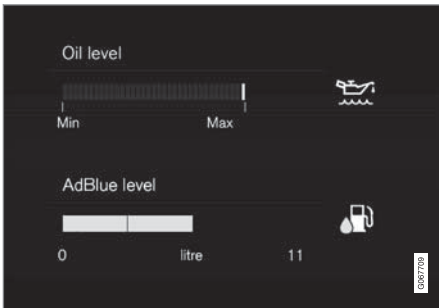 Oil level
Min Max
AdBlue level
0 litre 11
G067709